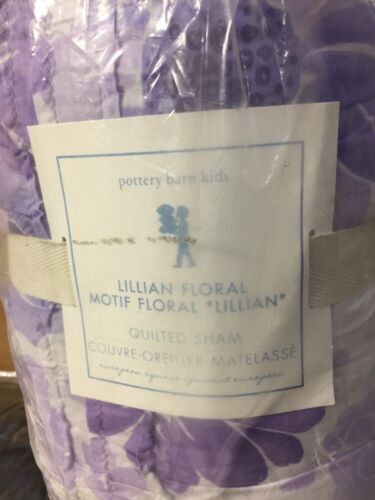 pottery barn kids
LILLIAN FLORAL
MOTIF FLORAL "LILLIAN"
QUILTED SHAM
COUVRE-OREILLER-MATELASSÉ
european square / format européen